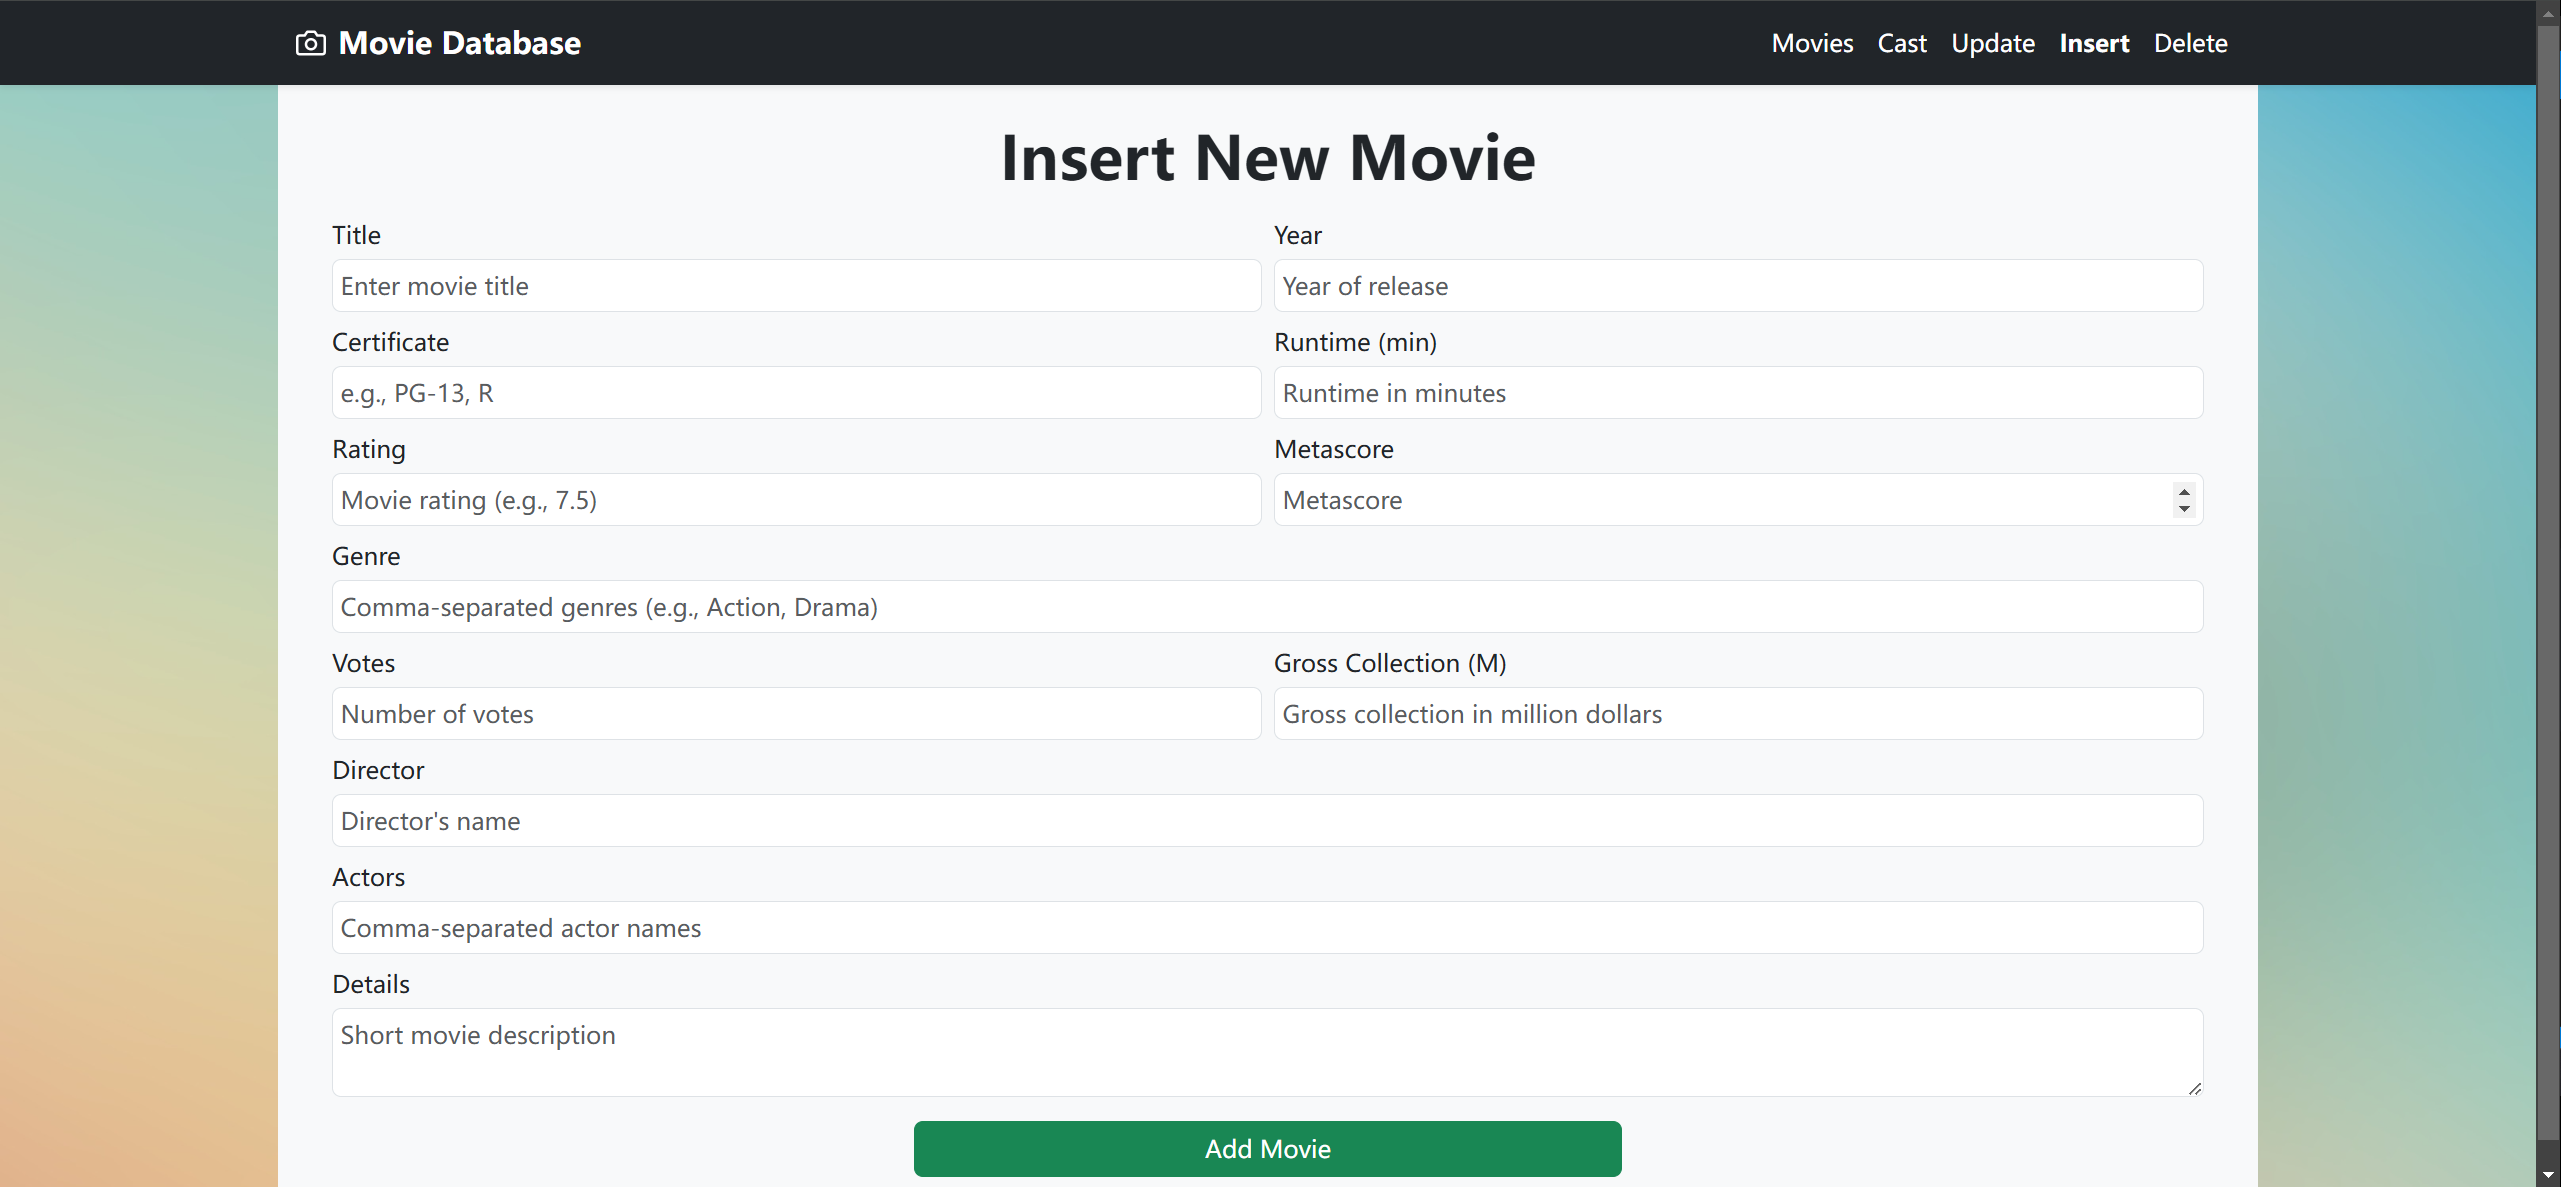 Movie Database
Movies Cast Update Insert Delete
Insert New Movie
Title Year
Enter movie title Year of release
Certificate Runtime (min)
e.g., PG-13, R Runtime in minutes
Rating Metascore
Movie rating (e.g., 7.5) Metascore
Genre
Comma-separated genres (e.g., Action, Drama)
Votes Gross Collection (M)
Number of votes Gross collection in million dollars
Director
Director's name
Actors
Comma-separated actor names
Details
Short movie description
Add Movie